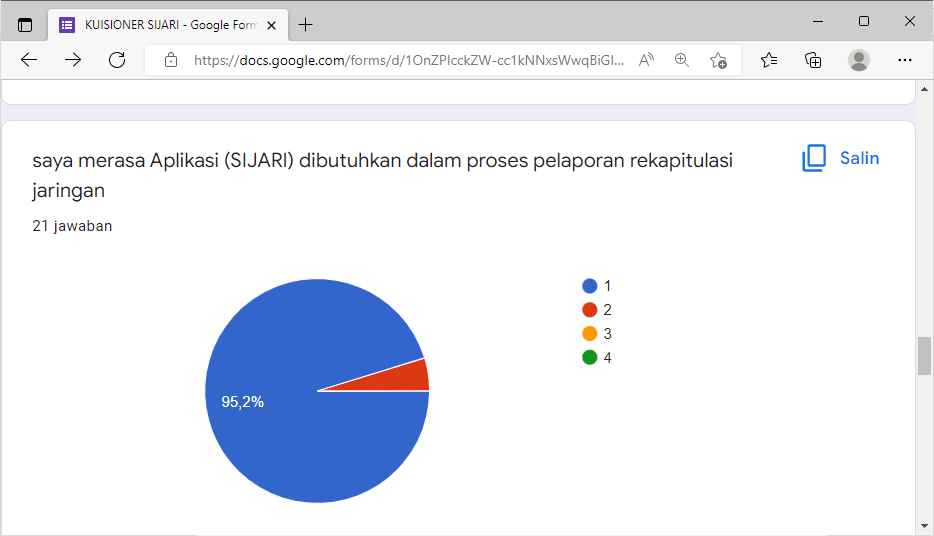 KUISIONER SIJARI - Google Form
https://docs.google.com/forms/d/1OnZPlcckZW-cc1kNNxsWwqBiGl...
saya merasa Aplikasi (SIJARI) dibutuhkan dalam proses pelaporan rekapitulasi
jaringan
Salin
21 jawaban
1
2
3
4
95,2%